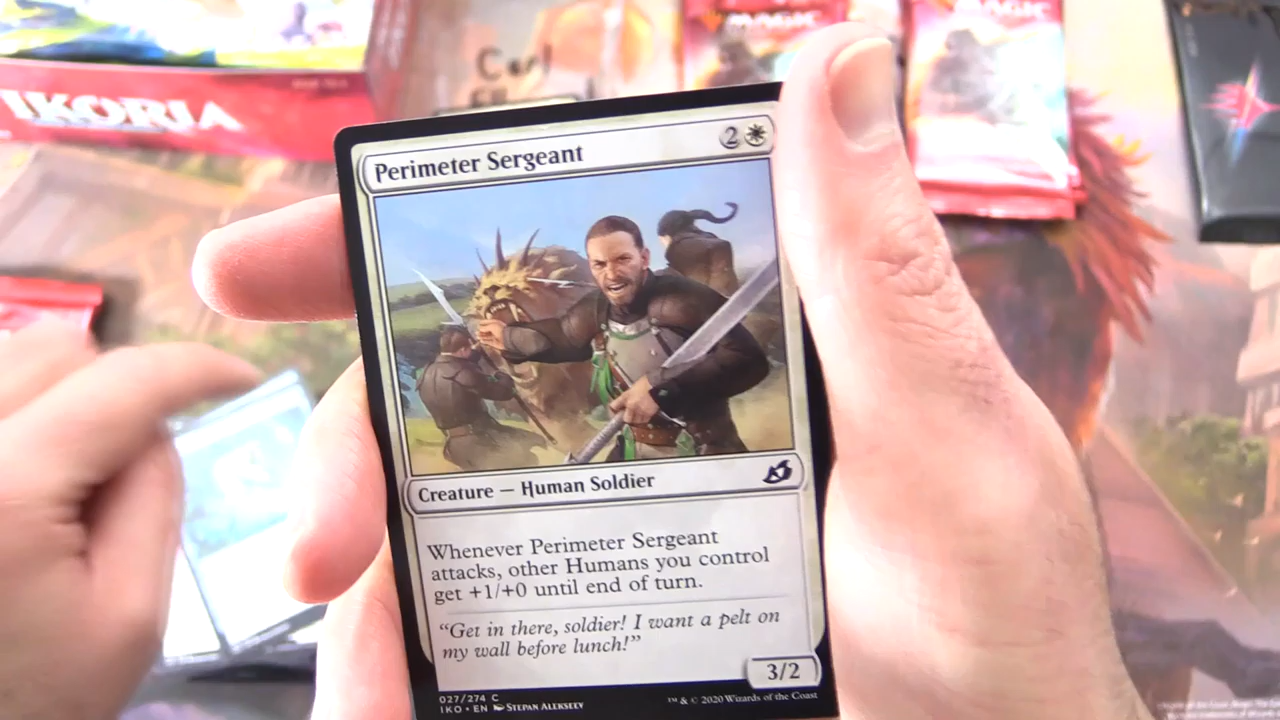 IKORIA
MAGIC
MAGIC
Perimeter Sergeant
2
Creature — Human Soldier
Whenever Perimeter Sergeant
attacks, other Humans you control
get +1/+0 until end of turn.
“Get in there, soldier! I want a pelt on
my wall before lunch!”
3/2
027/274 C
IKO • EN STEPAN ALEKSEEV
™ & © 2020 Wizards of the Coast